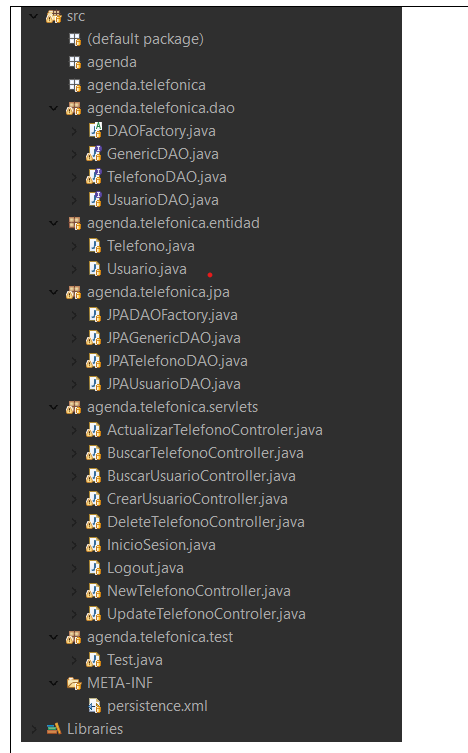 src
(default package)
agenda
agenda.telefonica
agenda.telefonica.dao
DAOFactory.java
GenericDAO.java
TelefonoDAO.java
UsuarioDAO.java
agenda.telefonica.entidad
Telefono.java
Usuario.java
agenda.telefonica.jpa
JPADAOFactory.java
JPAGenericDAO.java
JPATelefonoDAO.java
JPAUsuarioDAO.java
agenda.telefonica.servlets
ActualizarTelefonoControler.java
BuscarTelefonoController.java
BuscarUsuarioController.java
CrearUsuarioController.java
DeleteTelefonoController.java
InicioSesion.java
Logout.java
NewTelefonoController.java
UpdateTelefonoControler.java
agenda.telefonica.test
Test.java
META-INF
persistence.xml
Libraries